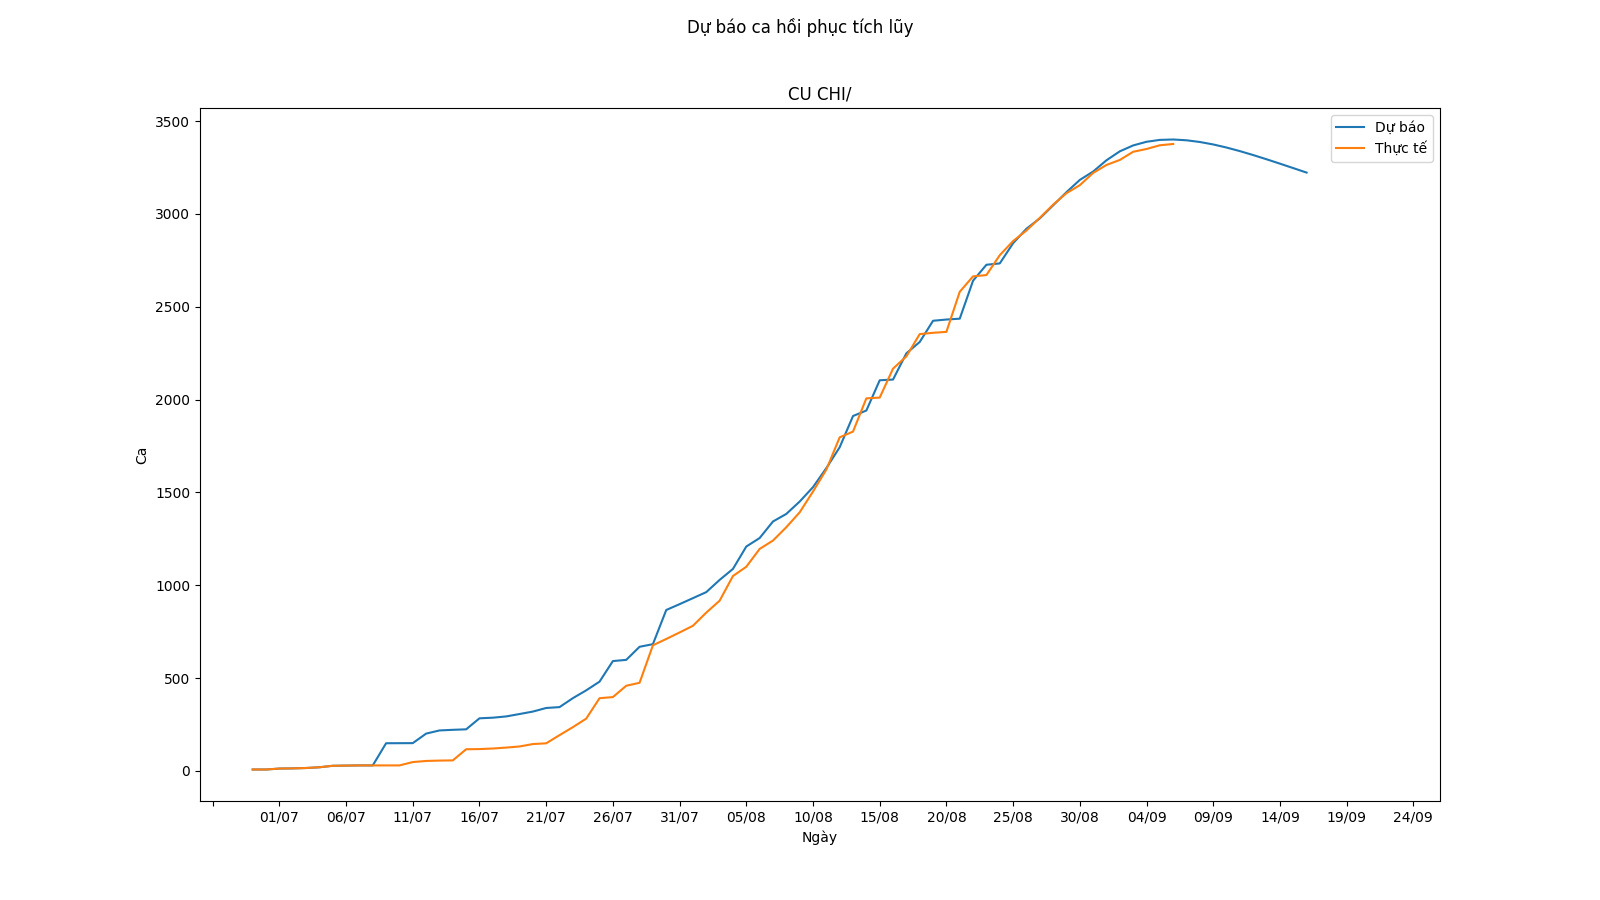 Dự báo ca hồi phục tích lũy
CU CHI/
Dự báo
Thực tế
3500
3000
2500
2000
1500
1000
500
0
Ca
01/07 06/07 11/07 16/07 21/07 26/07 31/07 05/08 10/08 15/08 20/08 25/08 30/08 04/09 09/09 14/09 19/09 24/09
Ngày